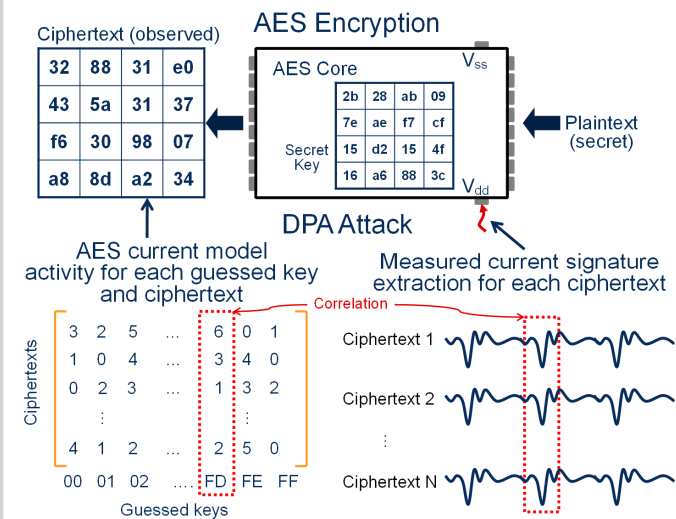 AES Encryption
Ciphertext (observed)
32 88 31 e0
43 5a 31 37
f6 30 98 07
a8 8d a2 34
AES Core
Vss
2b 28 ab 09
7e ae f7 cf
15 d2 15 4f
16 a6 88 3c
Secret
Key
Vdd
Plaintext
(secret)
DPA Attack
AES current model
activity for each guessed key
and ciphertext
Measured current signature
extraction for each ciphertext
Correlation
Ciphertexts
3 2 5 ... 6 0 1
1 0 4 ... 3 4 0
0 2 3 ... 1 3 2
⋮ ⋮
4 1 2 ... 2 5 0
00 01 02 .... FD FE FF
Guessed keys
Ciphertext 1
Ciphertext 2
⋮
Ciphertext N